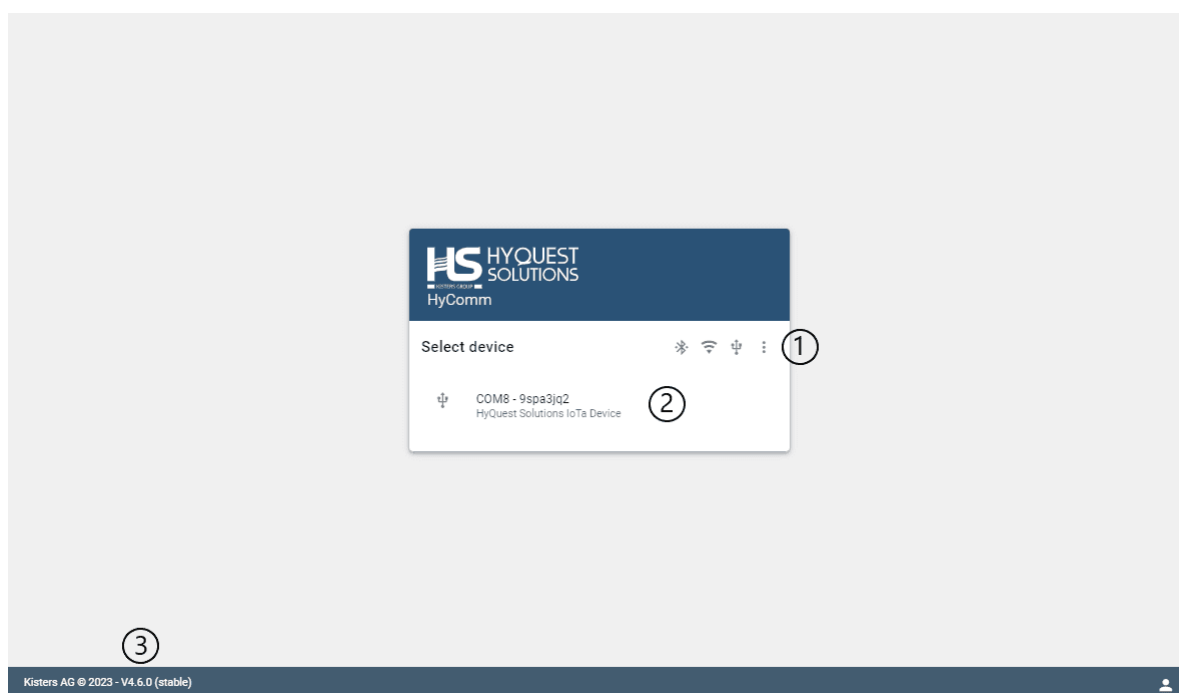 HS HYQUEST
SOLUTIONS
KISTERS GROUP
HyComm
Select device
1
COM8 - 9spa3jq2
HyQuest Solutions IoTa Device
2
3
Kisters AG © 2023 - V4.6.0 (stable)